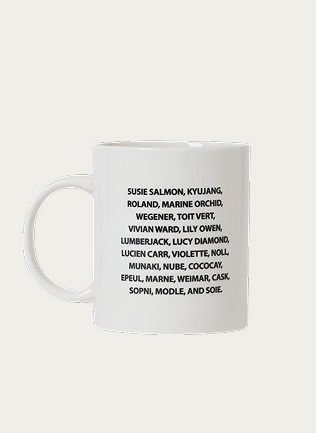 SUSIE SALMON, KYUJANG,
ROLAND, MARINE ORCHID,
WEGENER, TOIT VERT,
VIVIAN WARD, LILY OWEN,
LUMBERJACK, LUCY DIAMOND,
LUCIEN CARR, VIOLETTE, NOLL,
MUNAKI, NUBE, COCOCAY,
EPEUL, MARNE, WEIMAR, CASK,
SOPNI, MODLE, AND SOIE.